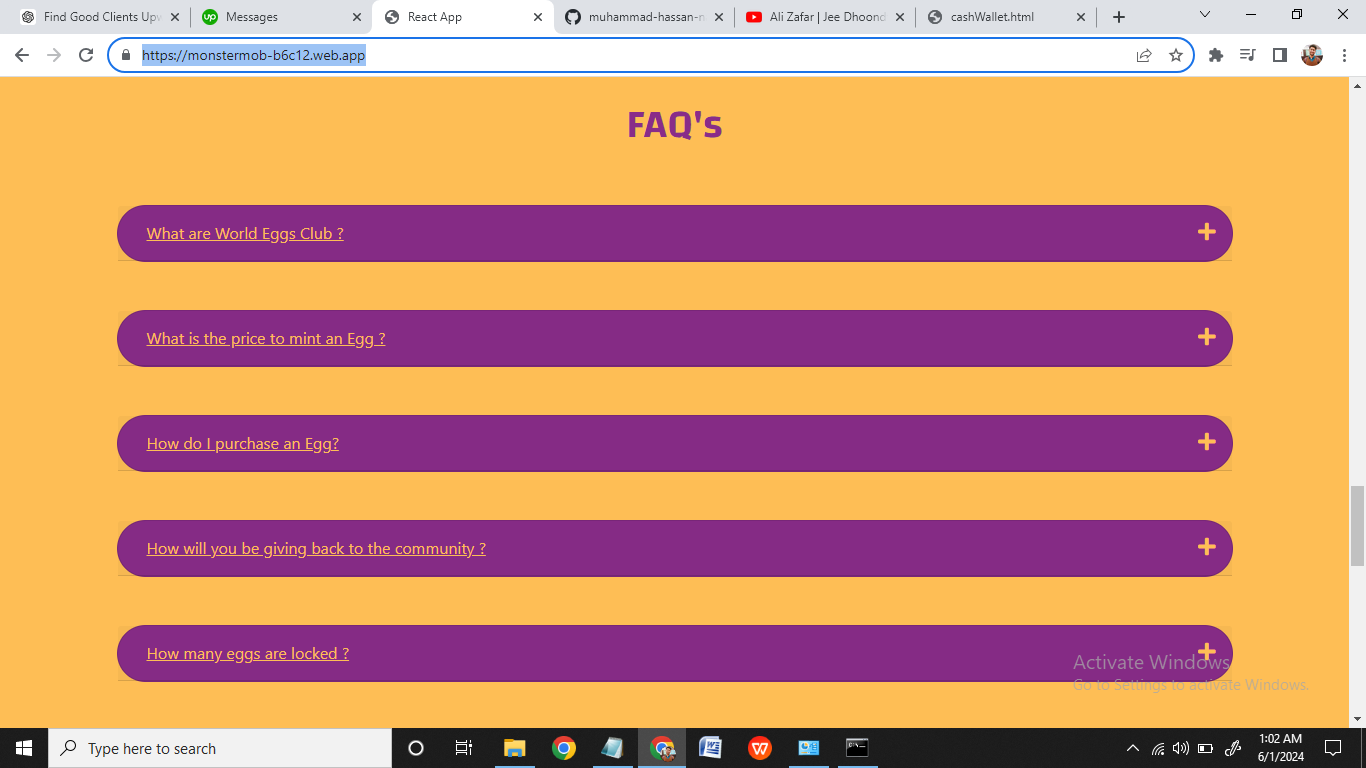 Find Good Clients Upw
up Messages
React App
muhammad-hassan-n
Ali Zafar | Jee Dhoond
cashWallet.html
https://monstermob-b6c12.web.app
FAQ's
What are World Eggs Club ?
What is the price to mint an Egg ?
How do I purchase an Egg?
How will you be giving back to the community ?
How many eggs are locked ?
Activate Windows
Go to Settings to activate Windows.
Type here to search
W
W
1:02 AM
6/1/2024